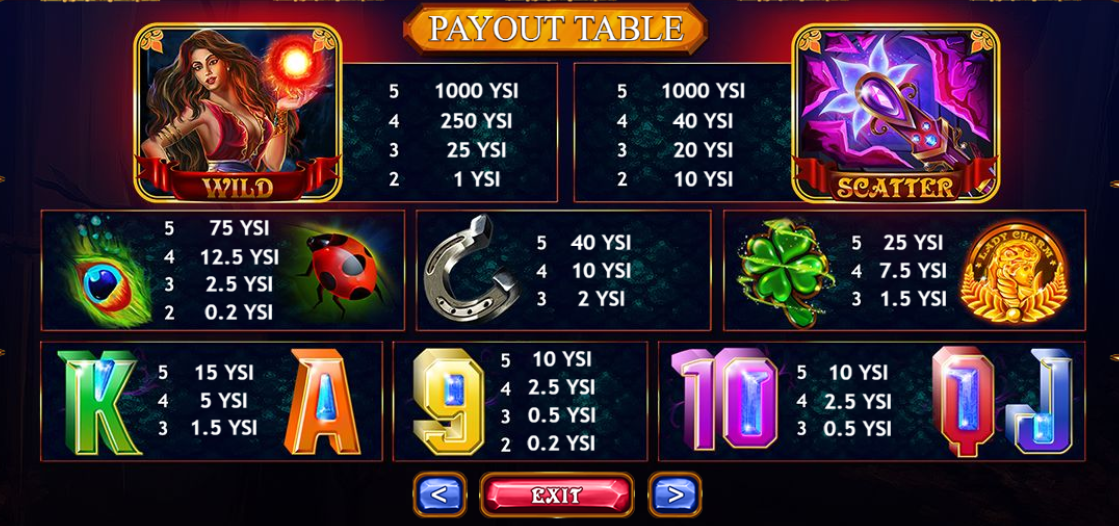 PAYOUT TABLE
WILD
5 1000 YSI
4 250 YSI
3 25 YSI
2 1 YSI
5 1000 YSI
4 40 YSI
3 20 YSI
2 10 YSI
SCATTER
5 75 YSI
4 12.5 YSI
3 2.5 YSI
2 0.2 YSI
5 40 YSI
4 10 YSI
3 2 YSI
5 25 YSI
4 7.5 YSI
3 1.5 YSI
LADY CHARM
K
5 15 YSI
4 5 YSI
3 1.5 YSI
A
9
5 10 YSI
4 2.5 YSI
3 0.5 YSI
2 0.2 YSI
10
5 10 YSI
4 2.5 YSI
3 0.5 YSI
Q
J
<
EXIT
>